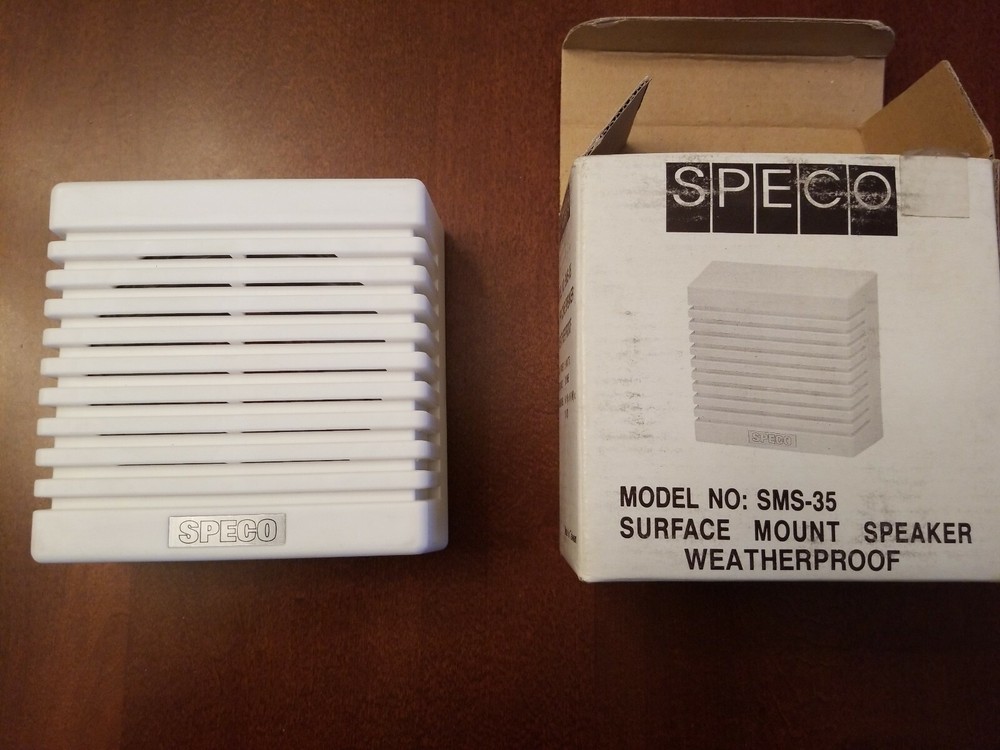 SPECO
SPECO
SPECO
MODEL NO: SMS-35
SURFACE MOUNT SPEAKER
WEATHERPROOF